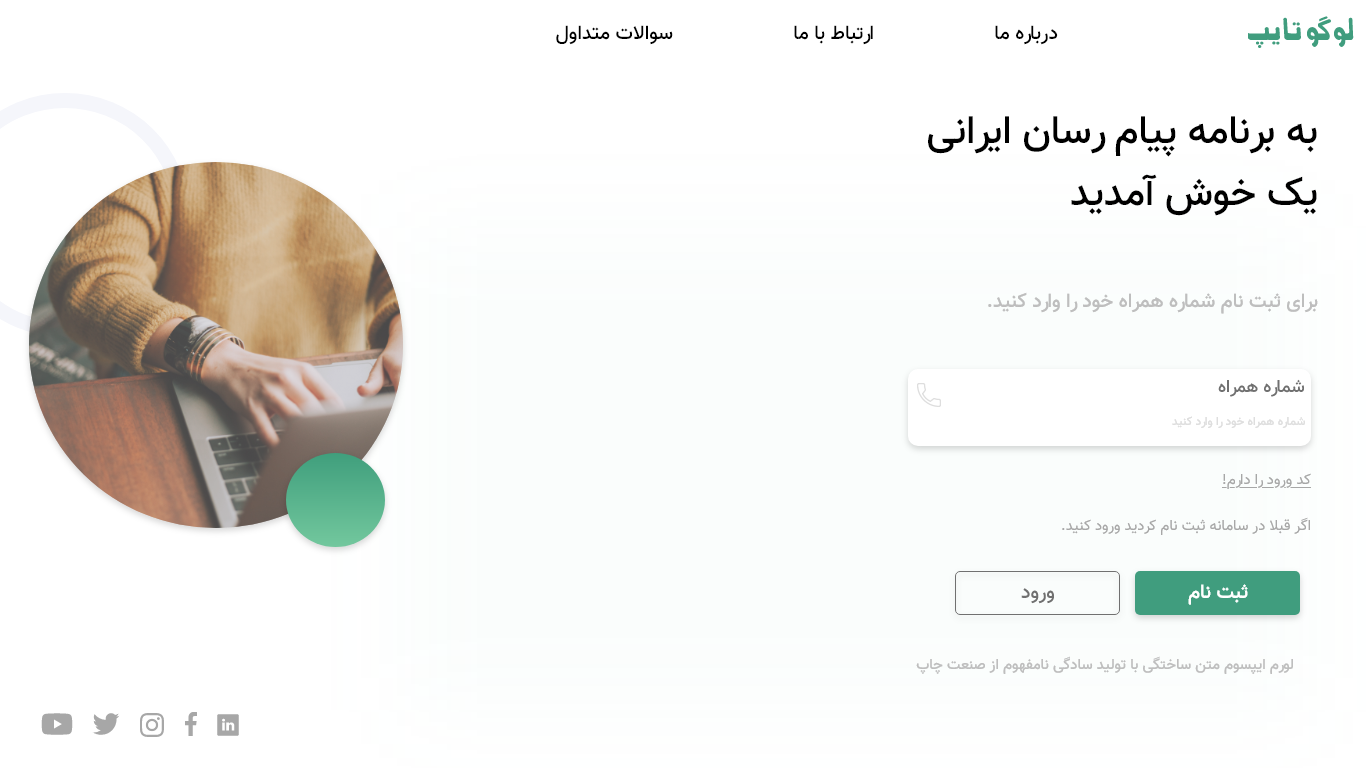 لوگو تایپ
درباره ما
ارتباط با ما
سوالات متداول
به برنامه پیام رسان ایرانی
یک خوش آمدید
برای ثبت نام شماره همراه خود را وارد کنید.
شماره همراه
شماره همراه خود را وارد کنید
کد ورود را دارم!
اگر قبلا در سامانه ثبت نام کردید ورود کنید.
ثبت نام
ورود
لورم ایپسوم متن ساختگی با تولید سادگی نامفهوم از صنعت چاپ